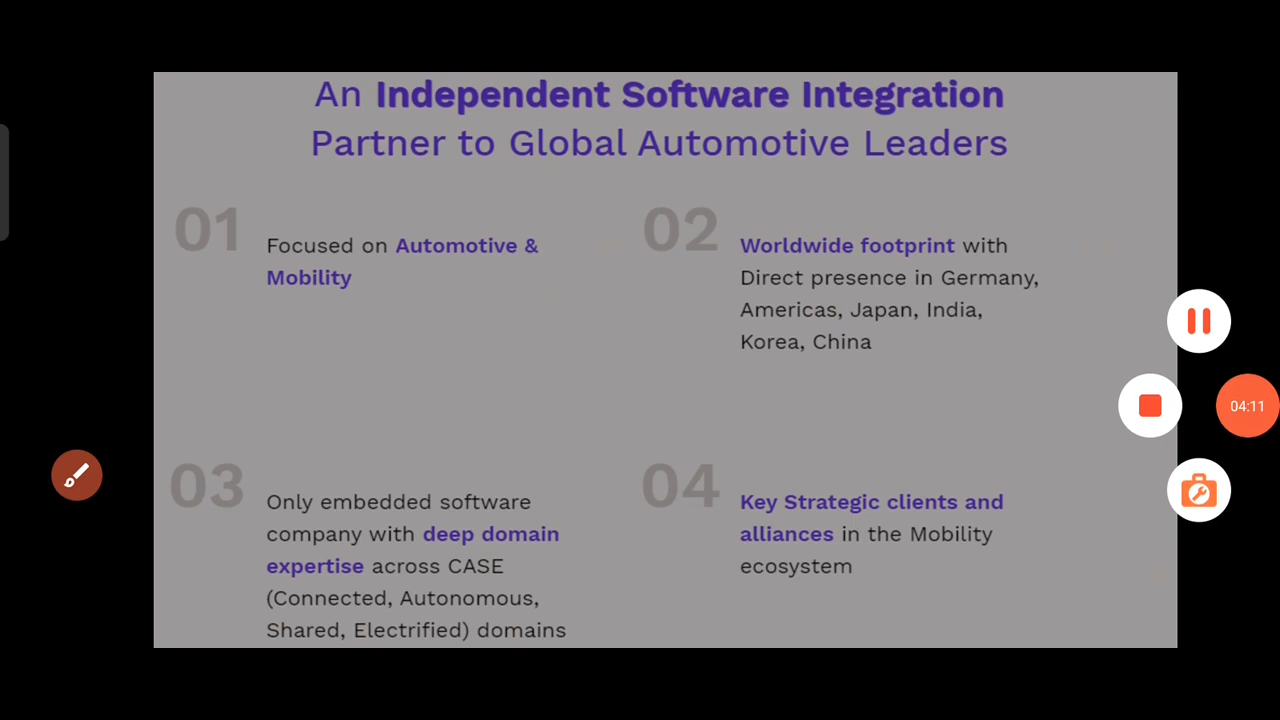 An Independent Software Integration
Partner to Global Automotive Leaders
01
Focused on Automotive &
Mobility
02
Worldwide footprint with
Direct presence in Germany,
Americas, Japan, India,
Korea, China
03
Only embedded software
company with deep domain
expertise across CASE
(Connected, Autonomous,
Shared, Electrified) domains
04
Key Strategic clients and
alliances in the Mobility
ecosystem
04:11